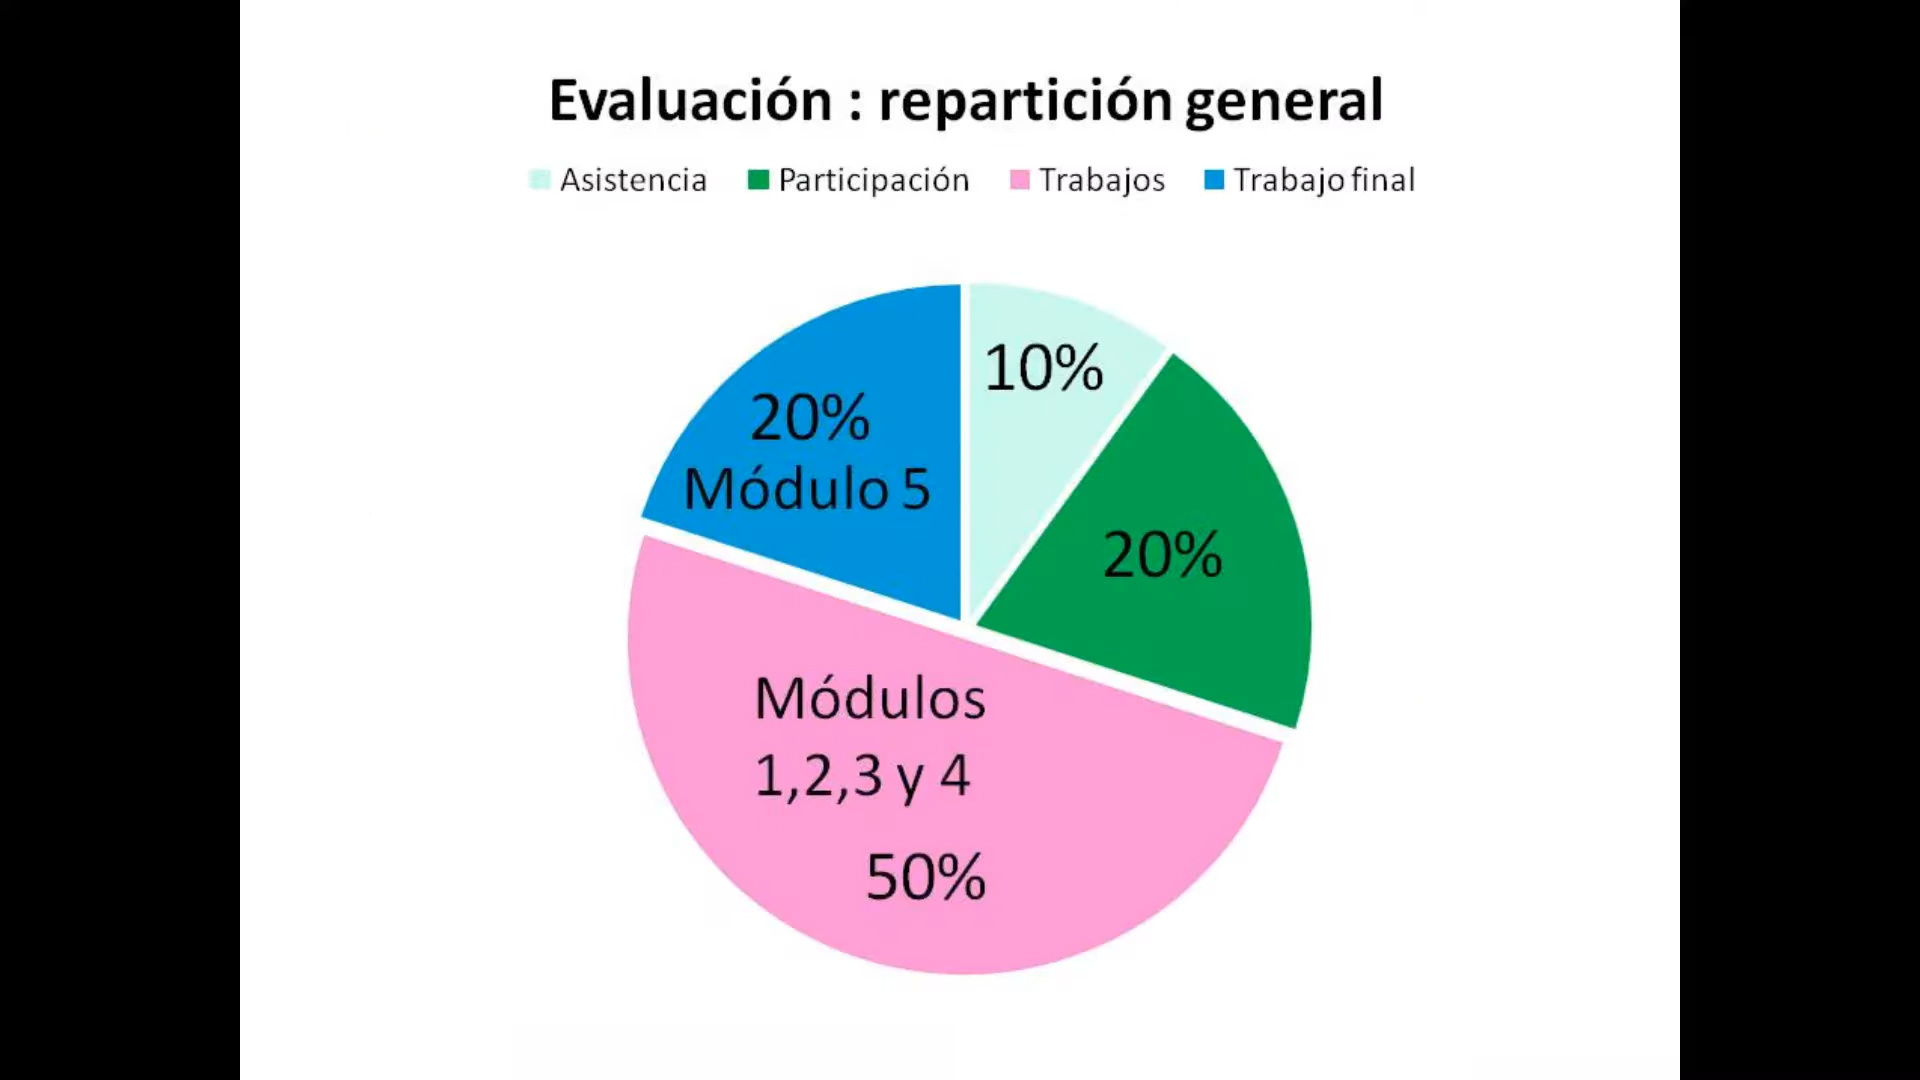 Evaluación : repartición general
Asistencia Participación Trabajos Trabajo final
10%
20%
Módulo 5
20%
Módulos
1,2,3 y 4
50%